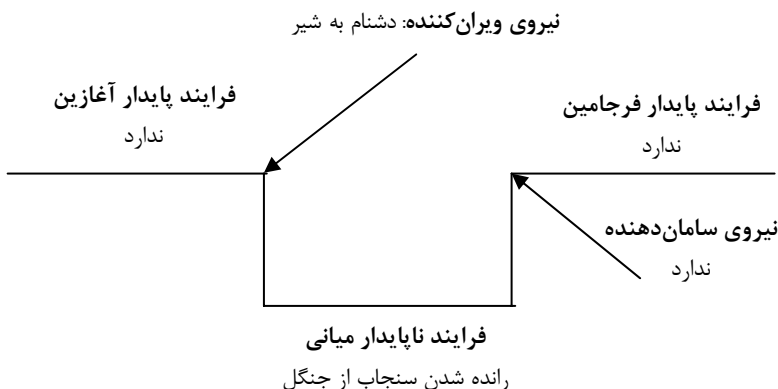 نیروی ویران‌کننده: دشنام به شیر
فرایند پایدار آغازین
ندارد
فرایند پایدار فرجامین
ندارد
نیروی سامان‌دهنده
ندارد
فرایند ناپایدار میانی
رانده شدن سنجاب از جنگل